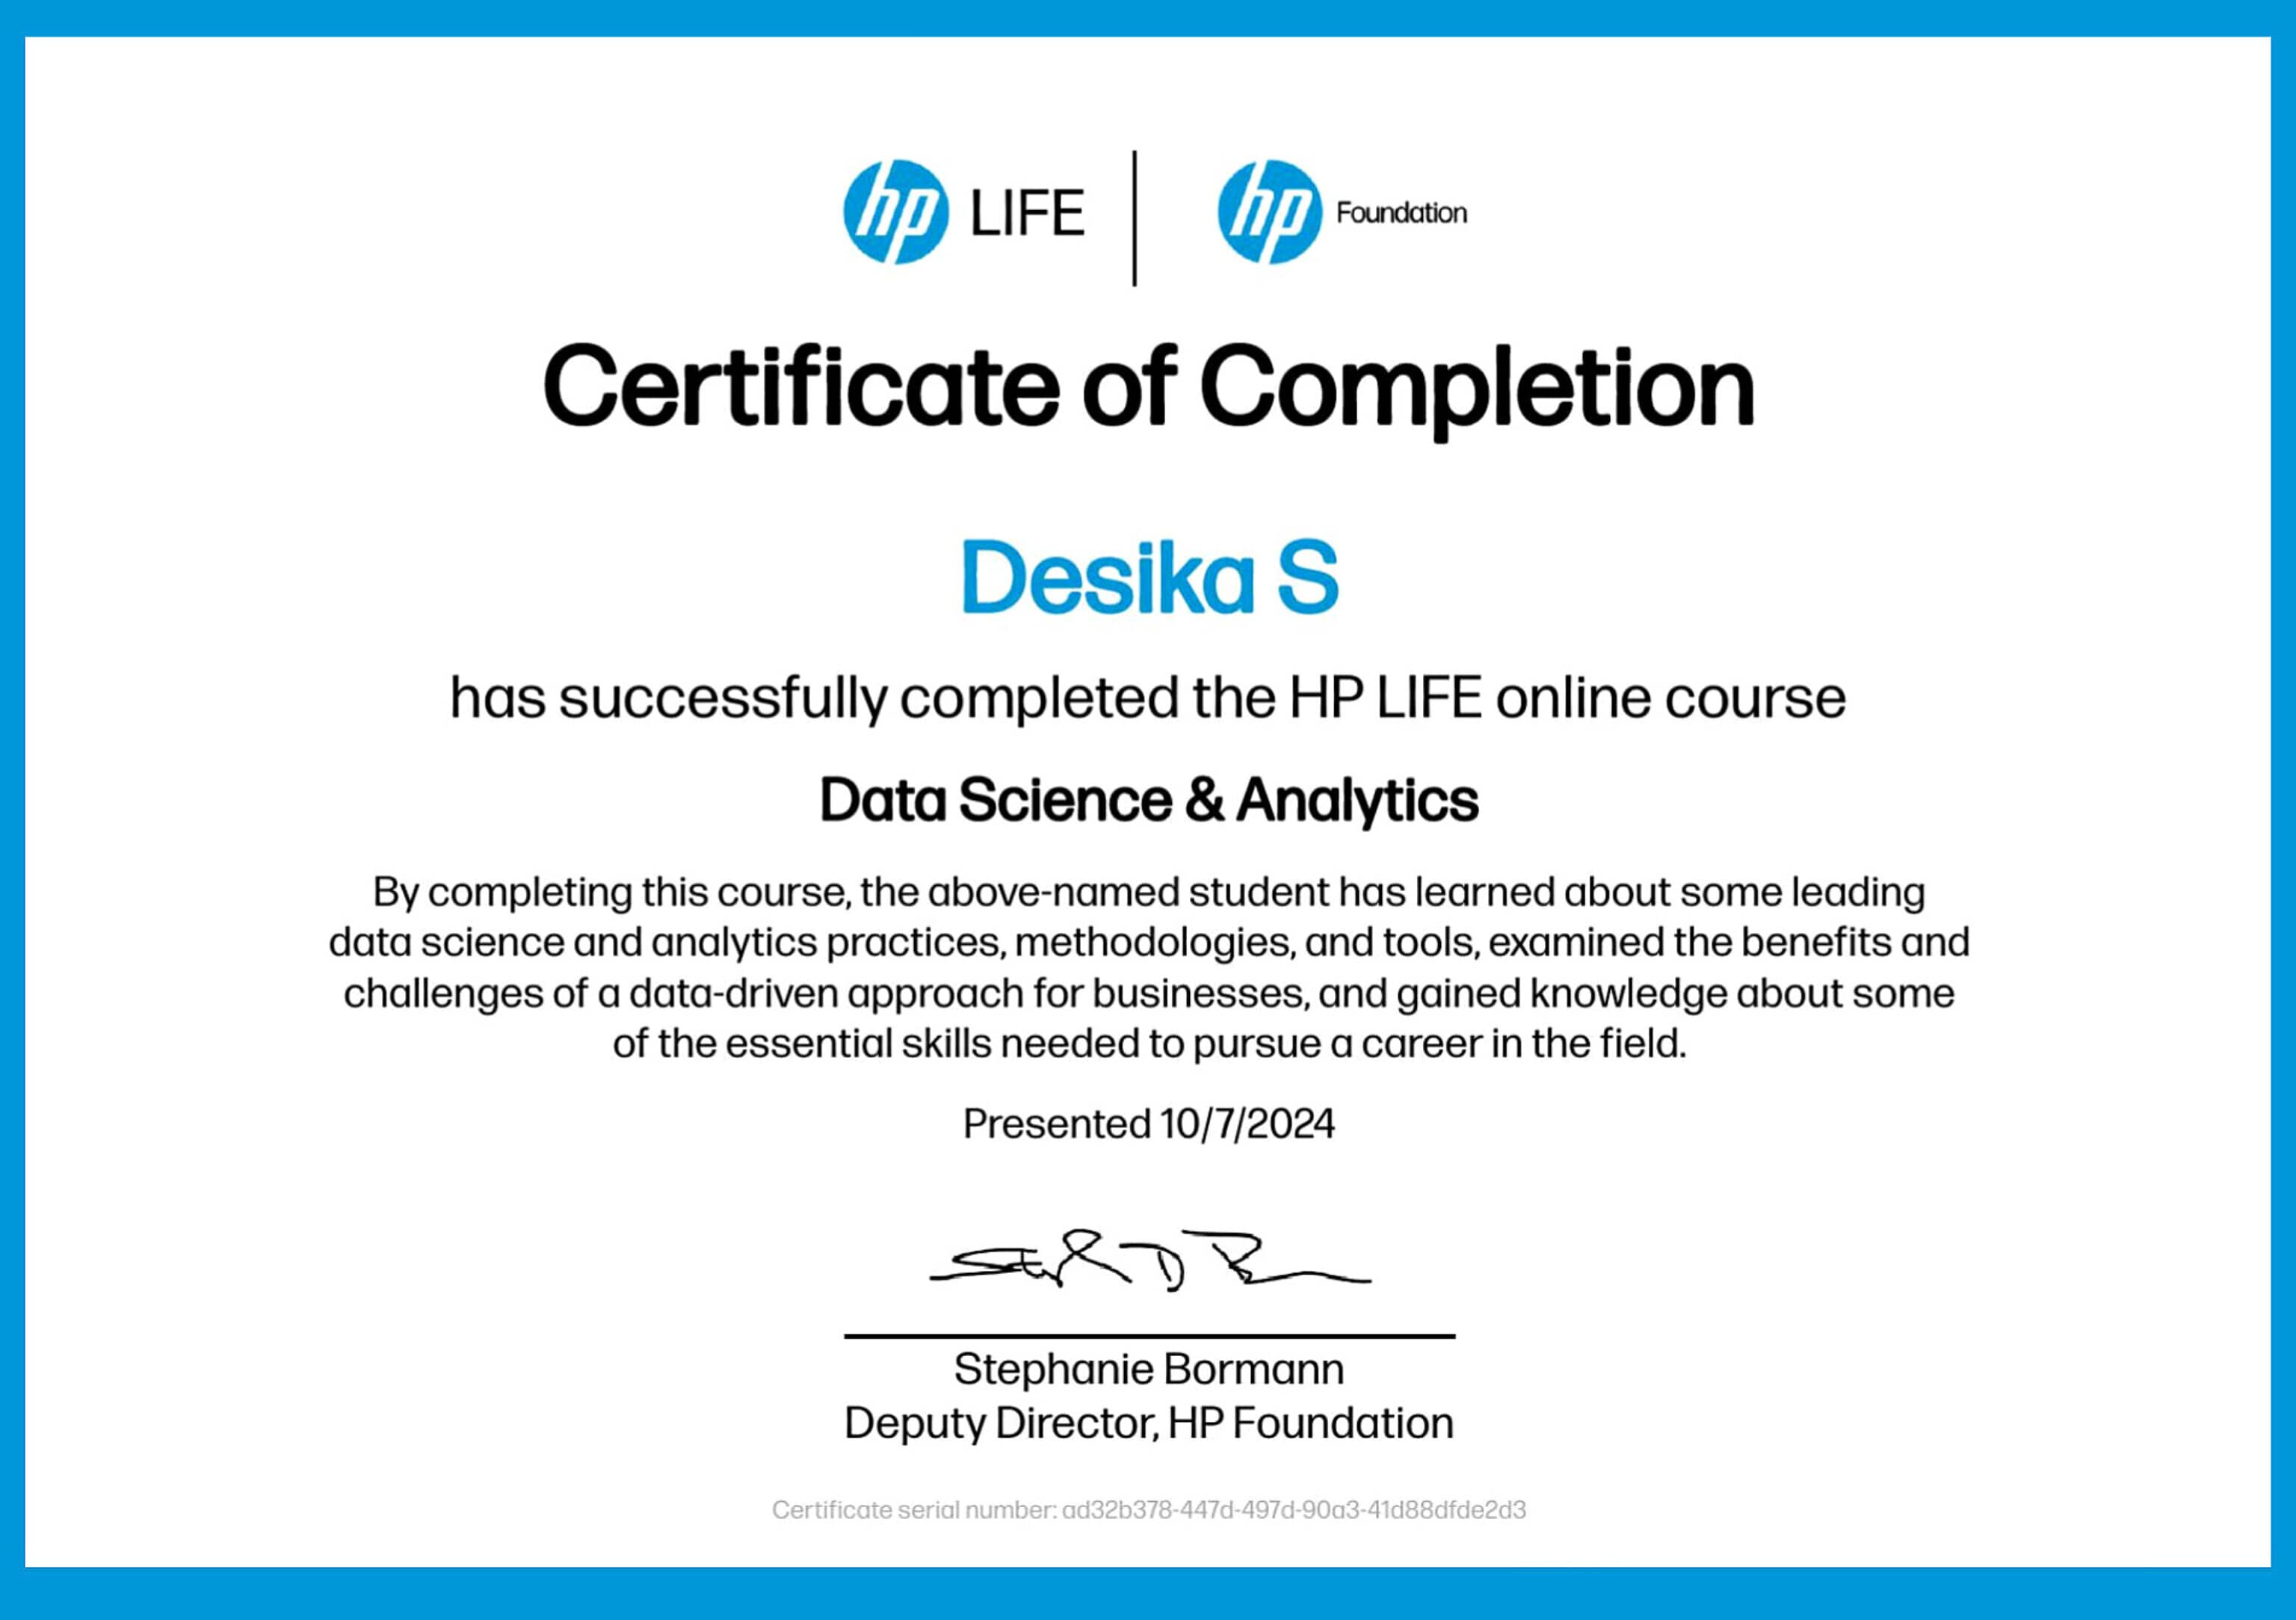 hp LIFE | hp Foundation
Certificate of Completion
Desika S
has successfully completed the HP LIFE online course
Data Science & Analytics
By completing this course, the above-named student has learned about some leading
data science and analytics practices, methodologies, and tools, examined the benefits and
challenges of a data-driven approach for businesses, and gained knowledge about some
of the essential skills needed to pursue a career in the field.
Presented 10/7/2024
Stephanie Bormann
Deputy Director, HP Foundation
Certificate serial number: ad32b378-447d-497d-90a3-41d88dfde2d3